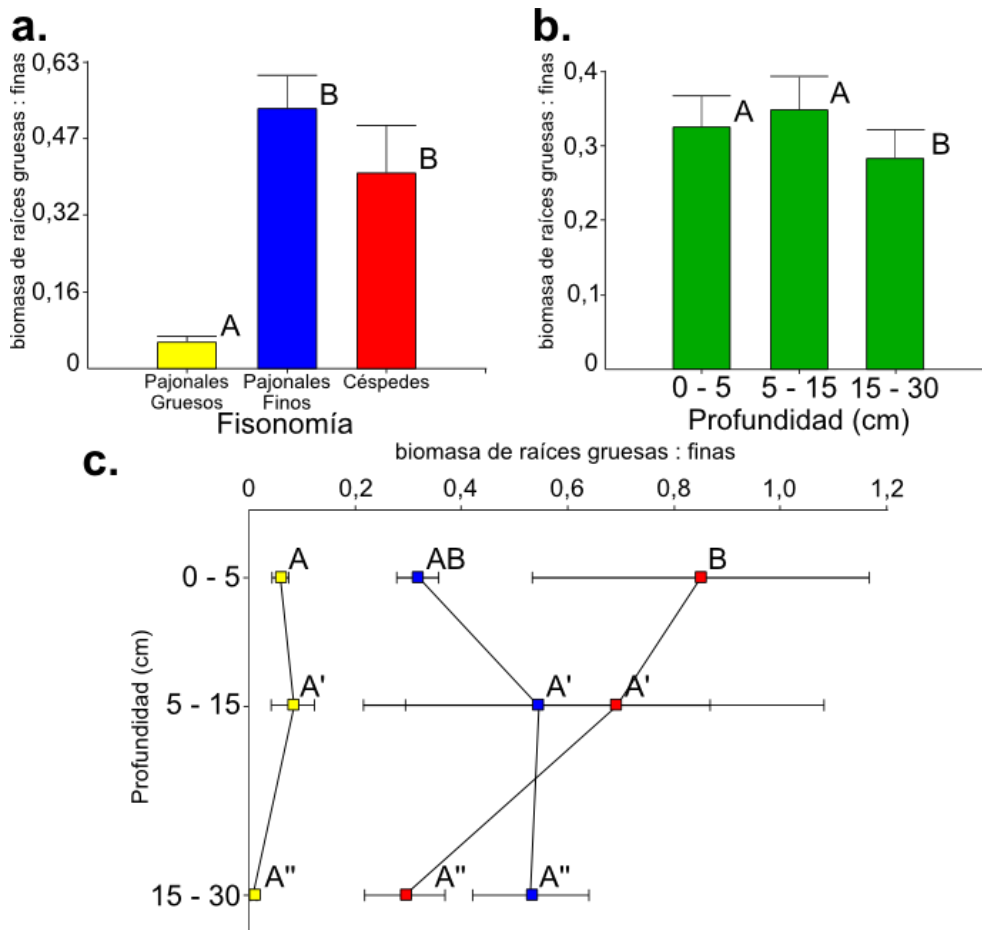 a.
biomasa de raíces gruesas : finas
0,63
0,47
0,32
0,16
0
A
B
B
Pajonales
Gruesos
Pajonales
Finos
Céspedes
Fisonomía
b.
biomasa de raíces gruesas : finas
0,4
0,3
0,2
0,1
0
A
A
B
0 - 5
5 - 15
15 - 30
Profundidad (cm)
c.
biomasa de raíces gruesas : finas
0
0,2
0,4
0,6
0,8
1,0
1,2
Profundidad (cm)
0 - 5
A
AB
B
5 - 15
A'
A'
A'
15 - 30
A"
A"
A"